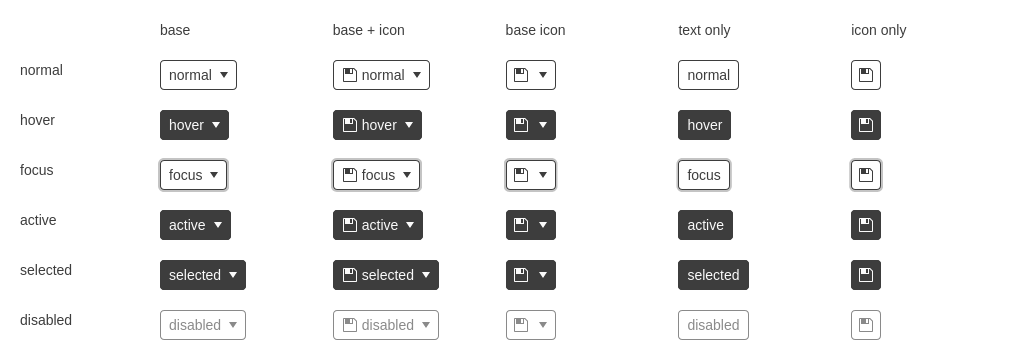 base base + icon base icon text only icon only
normal normal normal normal
hover hover hover hover
focus focus focus focus
active active active active
selected selected selected selected
disabled disabled disabled disabled